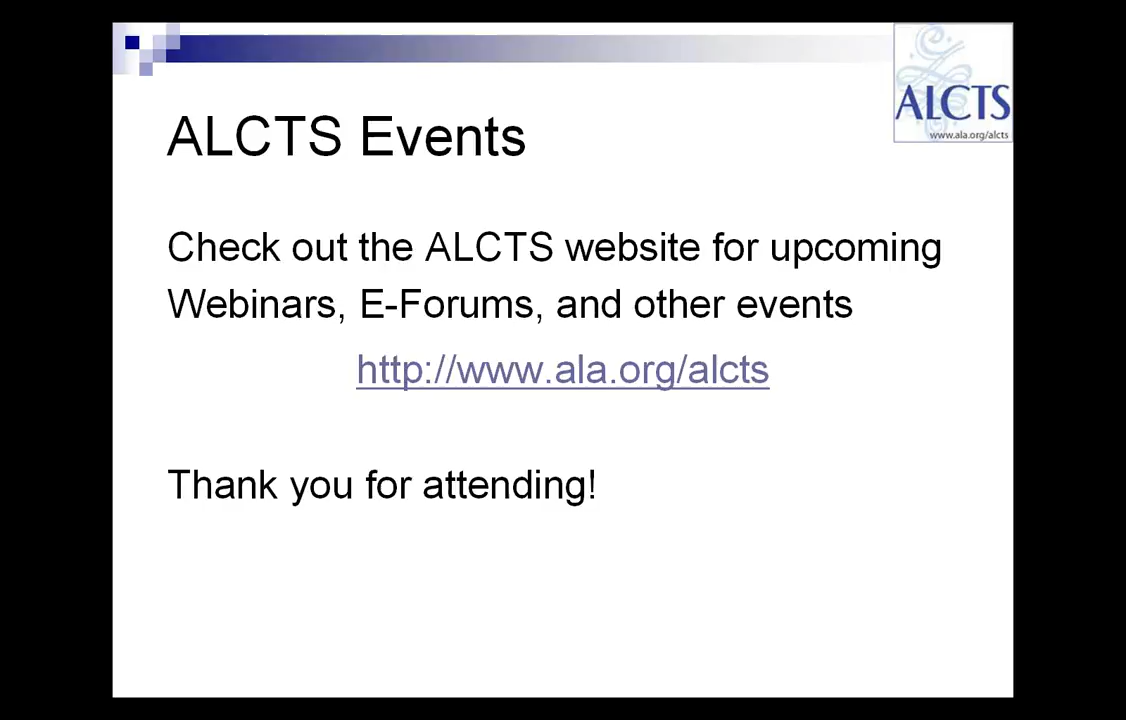 ALCTS
www.ala.org/alcts
ALCTS Events
Check out the ALCTS website for upcoming
Webinars, E-Forums, and other events
http://www.ala.org/alcts
Thank you for attending!